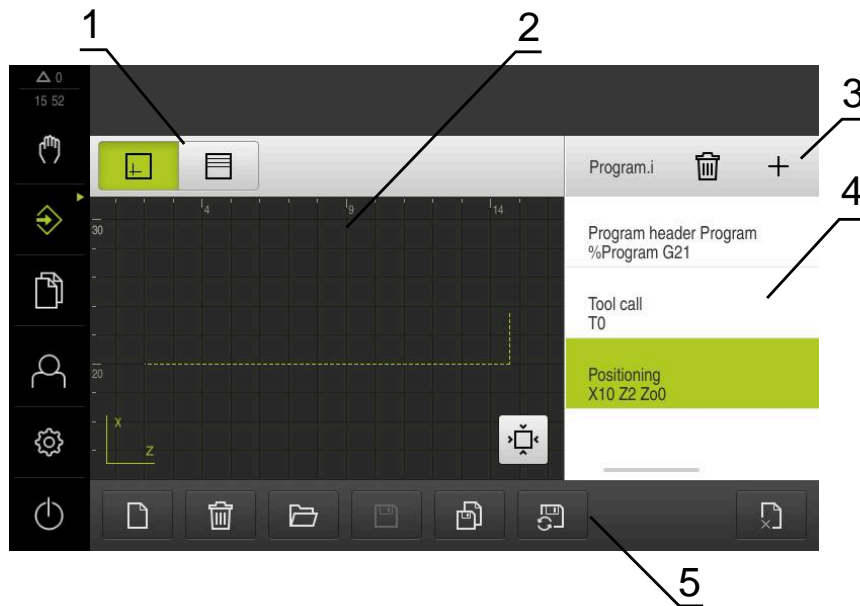 1
2
3
4
5
0
15 52
Program.i
4
9
14
30
20
X
Z
Program header Program
%Program G21
Tool call
T0
Positioning
X10 Z2 Zo0